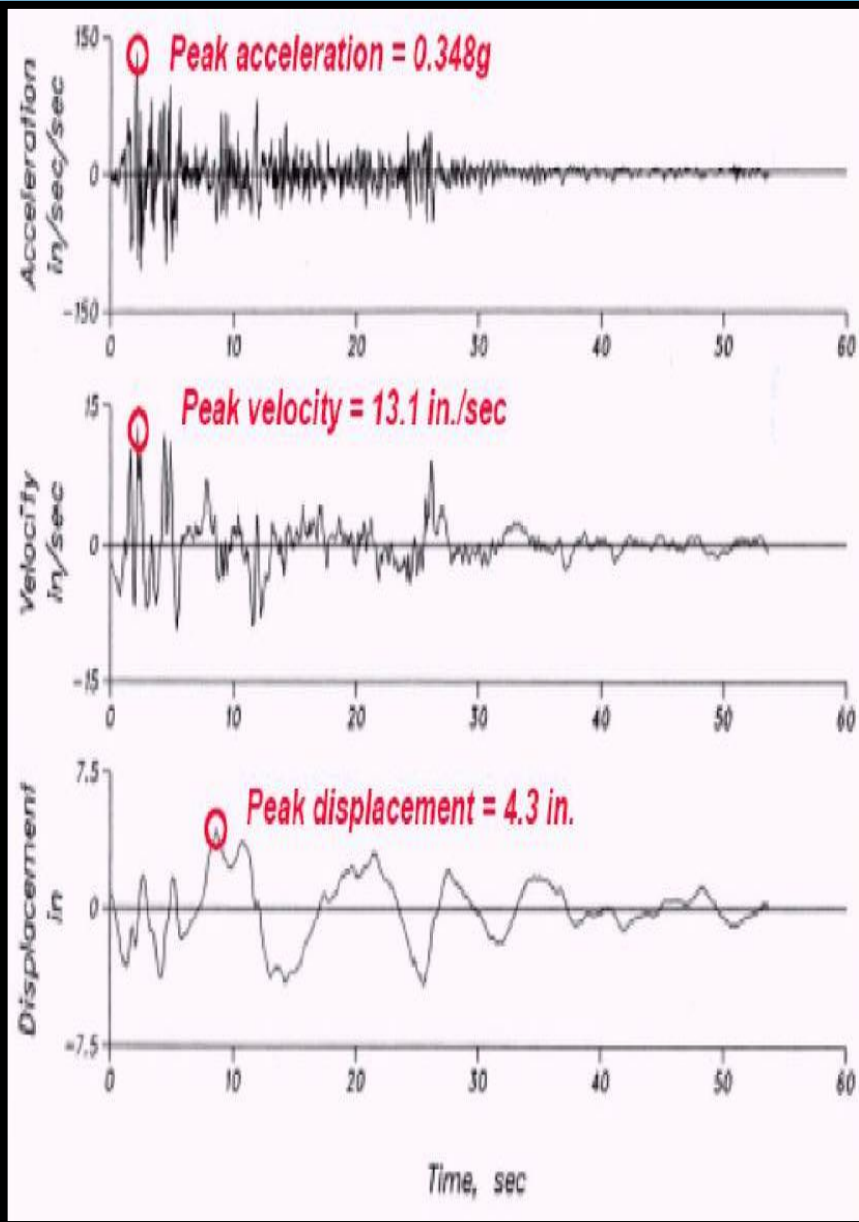 150
Peak acceleration = 0.348g
Acceleration
in/sec/sec
0
-150
0 10 20 30 40 50 60
15
Peak velocity = 13.1 in./sec
Velocity
in/sec
0
-15
0 10 20 30 40 50 60
7.5
Peak displacement = 4.3 in.
Displacement
in
0
-7.5
0 10 20 30 40 50 60
Time, sec